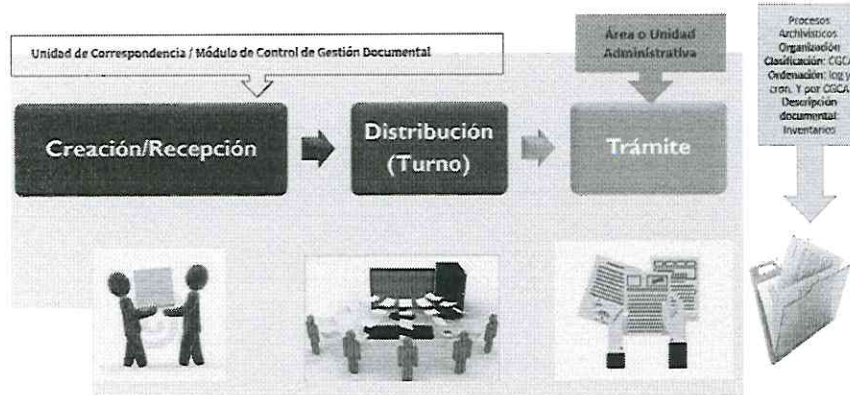 Unidad de Correspondencia / Módulo de Control de Gestión Documental
Área o Unidad
Administrativa
Procesos
Archivísticos
Organización
Clasificación: CGCA
Ordenación: log y
cron. Y por CGCA
Descripción
documental:
Inventarios
Creación/Recepción
Distribución
(Turno)
Trámite